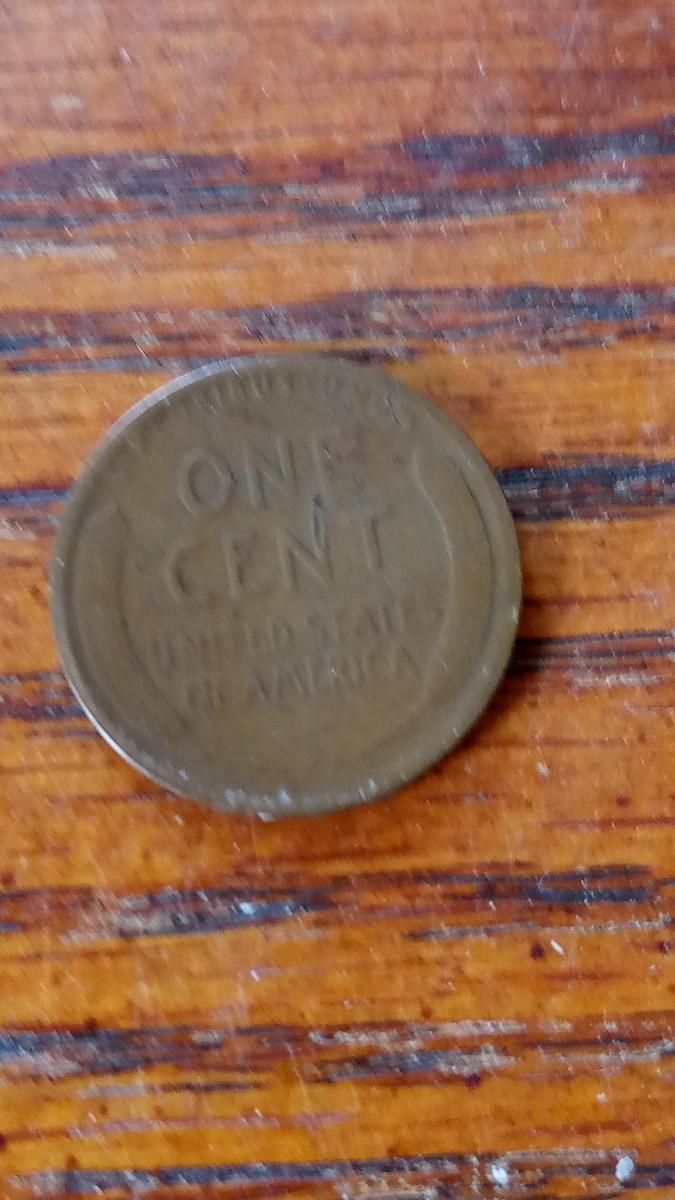 ONE
CENT
UNITED STATES
OF AMERICA